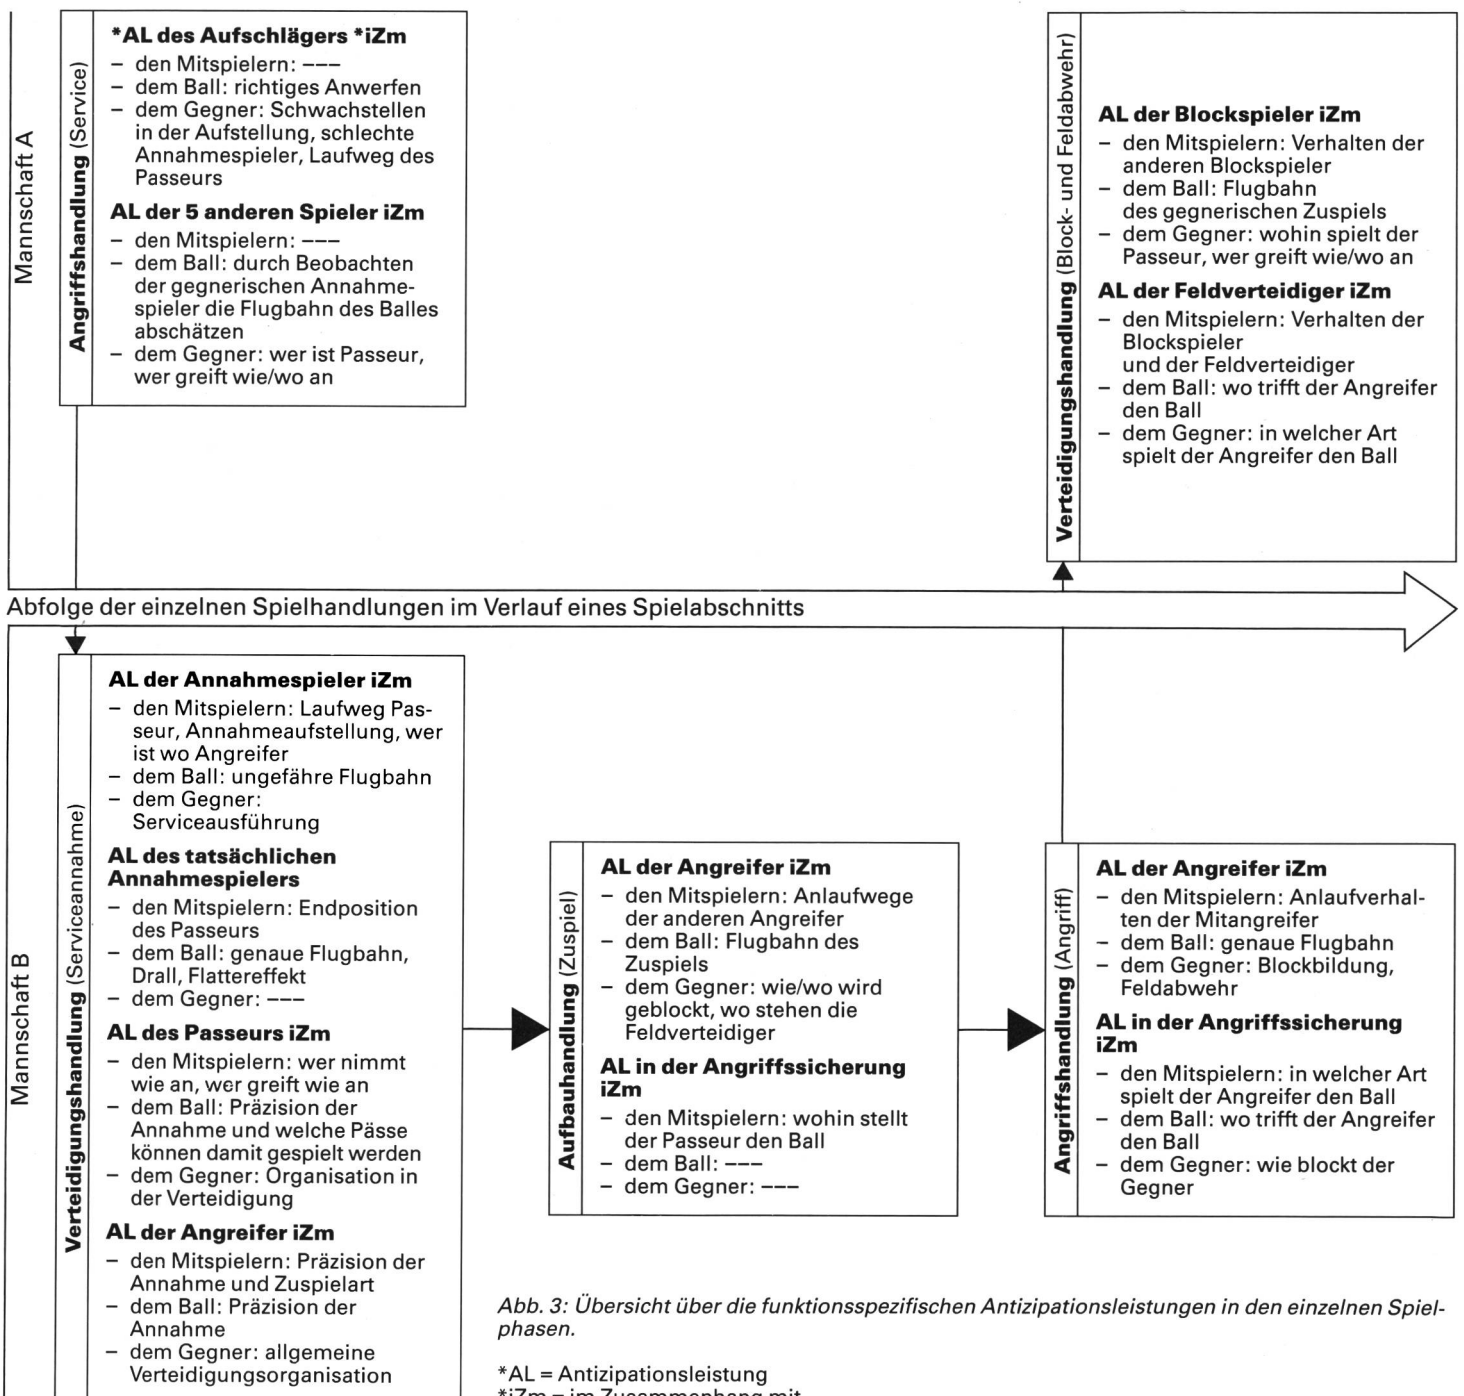 Mannschaft A
Angriffshandlung (Service)
*AL des Aufschlägers *iZm
– den Mitspielern: –––
– dem Ball: richtiges Anwerfen
– dem Gegner: Schwachstellen
in der Aufstellung, schlechte
Annahmespieler, Laufweg des
Passeurs
AL der 5 anderen Spieler iZm
– den Mitspielern: –––
– dem Ball: durch Beobachten
der gegnerischen Annahme-
spieler die Flugbahn des Balles
abschätzen
– dem Gegner: wer ist Passeur,
wer greift wie/wo an
Verteidigungshandlung (Block- und Feldabwehr)
AL der Blockspieler iZm
– den Mitspielern: Verhalten der
anderen Blockspieler
– dem Ball: Flugbahn
des gegnerischen Zuspiels
– dem Gegner: wohin spielt der
Passeur, wer greift wie/wo an
AL der Feldverteidiger iZm
– den Mitspielern: Verhalten der
Blockspieler
und der Feldverteidiger
– dem Ball: wo trifft der Angreifer
den Ball
– dem Gegner: in welcher Art
spielt der Angreifer den Ball
Abfolge der einzelnen Spielhandlungen im Verlauf eines Spielabschnitts
Mannschaft B
Verteidigungshandlung (Serviceannahme)
AL der Annahmespieler iZm
– den Mitspielern: Laufweg Pas-
seur, Annahmeaufstellung, wer
ist wo Angreifer
– dem Ball: ungefähre Flugbahn
– dem Gegner:
Serviceausführung
AL des tatsächlichen
Annahmespielers
– den Mitspielern: Endposition
des Passeurs
– dem Ball: genaue Flugbahn,
Drall, Flattereffekt
– dem Gegner: –––
AL des Passeurs iZm
– den Mitspielern: wer nimmt
wie an, wer greift wie an
– dem Ball: Präzision der
Annahme und welche Pässe
können damit gespielt werden
– dem Gegner: Organisation in
der Verteidigung
AL der Angreifer iZm
– den Mitspielern: Präzision der
Annahme und Zuspielart
– dem Ball: Präzision der
Annahme
– dem Gegner: allgemeine
Verteidigungsorganisation
Aufbauhandlung (Zuspiel)
AL der Angreifer iZm
– den Mitspielern: Anlaufwege
der anderen Angreifer
– dem Ball: Flugbahn des
Zuspiels
– dem Gegner: wie/wo wird
geblockt, wo stehen die
Feldverteidiger
AL in der Angriffssicherung
iZm
– den Mitspielern: wohin stellt
der Passeur den Ball
– dem Ball: –––
– dem Gegner: –––
Angriffshandlung (Angriff)
AL der Angreifer iZm
– den Mitspielern: Anlaufverhal-
ten der Mitangreifer
– dem Ball: genaue Flugbahn
– dem Gegner: Blockbildung,
Feldabwehr
AL in der Angriffssicherung
iZm
– den Mitspielern: in welcher Art
spielt der Angreifer den Ball
– dem Ball: wo trifft der Angreifer
den Ball
– dem Gegner: wie blockt der
Gegner
Abb. 3: Übersicht über die funktionsspezifischen Antizipationsleistungen in den einzelnen Spiel-
phasen.
*AL = Antizipationsleistung
*iZm = im Zusammenhang mit